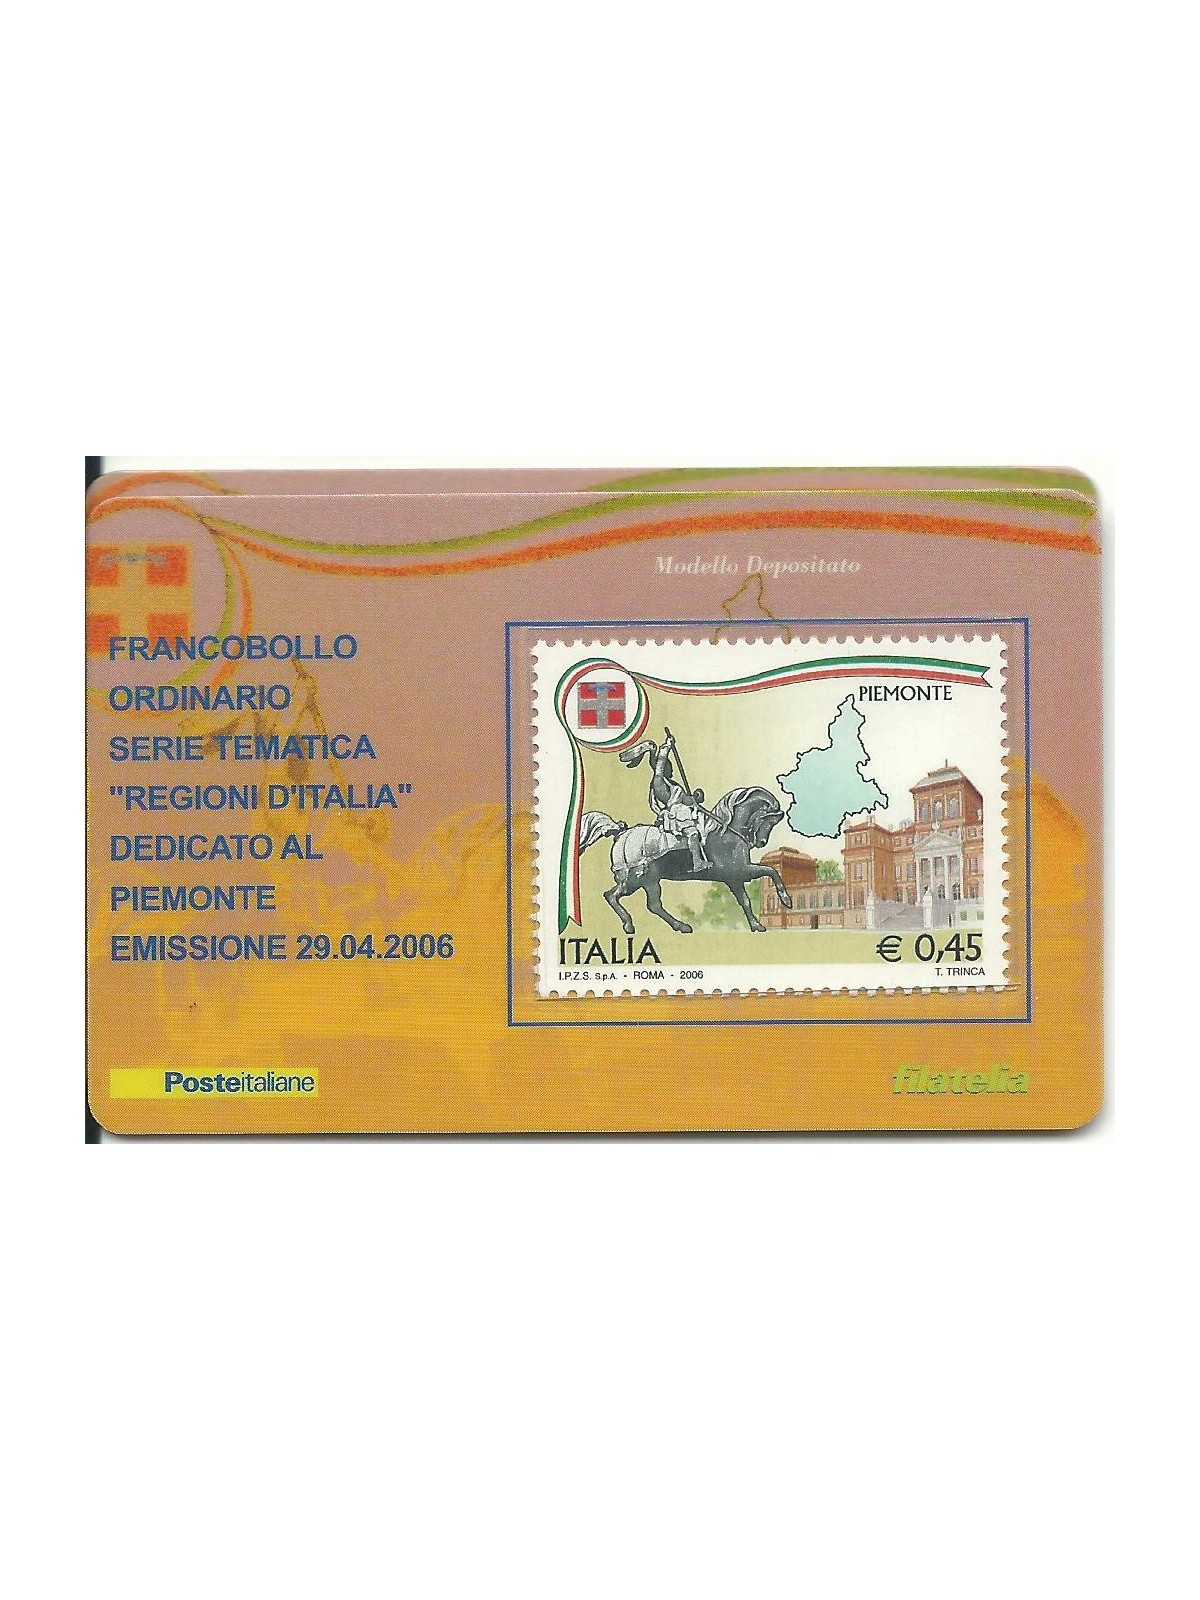 Modello Depositato
FRANCOBOLLO
ORDINARIO
SERIE TEMATICA
"REGIONI D'ITALIA"
DEDICATO AL
PIEMONTE
EMISSIONE 29.04.2006
PIEMONTE
ITALIA
€ 0,45
I.P.Z.S. S.p.A. - ROMA - 2006
T. TRINCA
Posteitaliane
filatelia